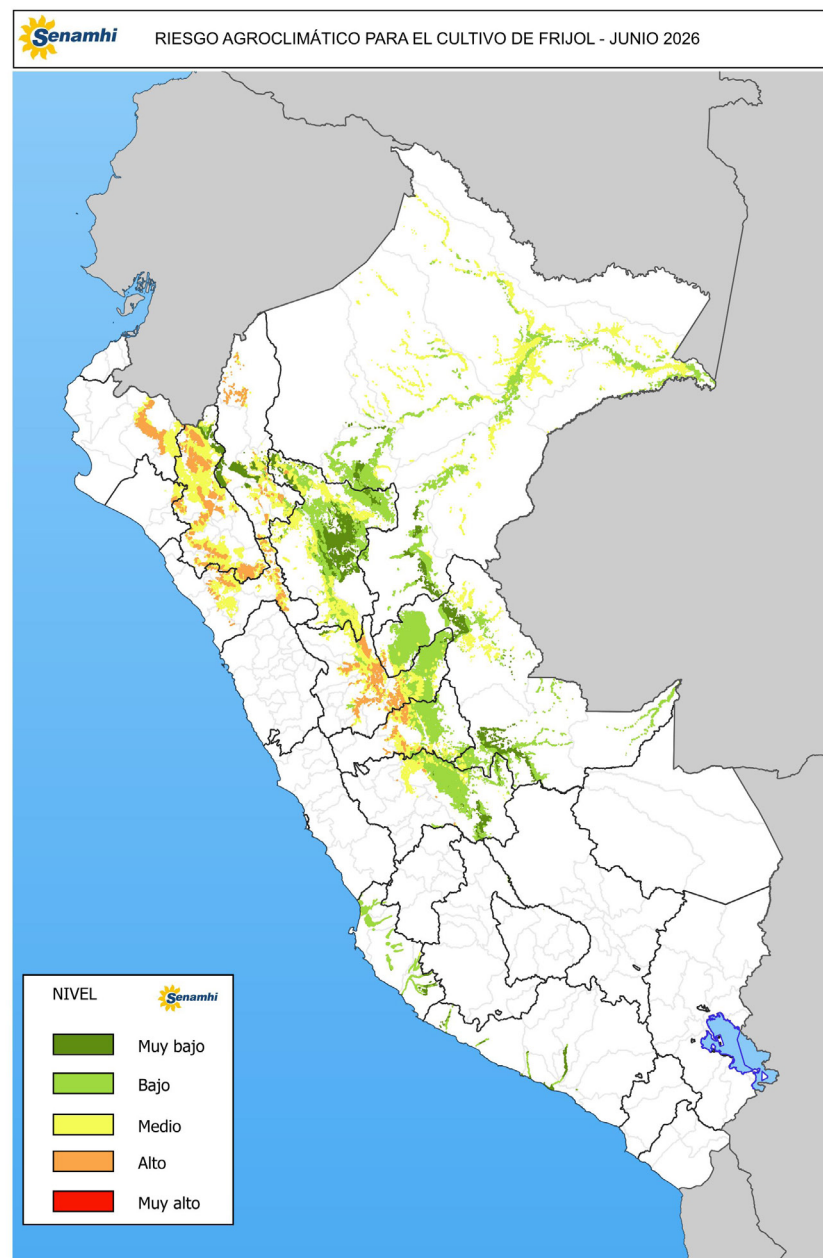 Senamhi
RIESGO AGROCLIMÁTICO PARA EL CULTIVO DE FRIJOL - JUNIO 2026
NIVEL
Senamhi
Muy bajo
Bajo
Medio
Alto
Muy alto